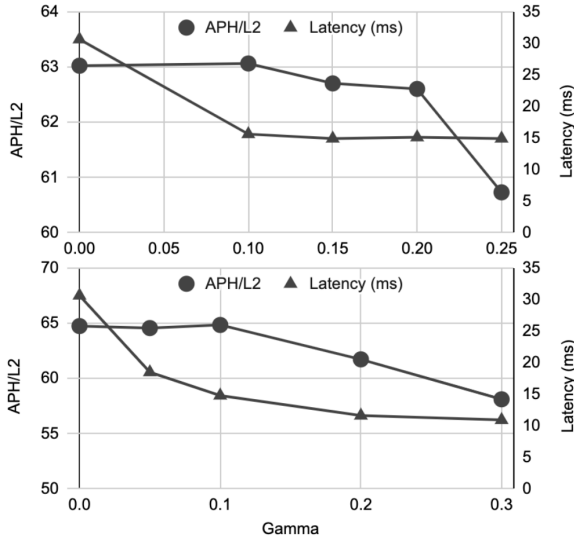 64 35
APH/L2 Latency (ms)
30
63 25
20
APH/L2 62 15 Latency (ms)
10
61
5
60 0
0.00 0.05 0.10 0.15 0.20 0.25
70 35
APH/L2 Latency (ms)
30
65 25
20
APH/L2 60 15 Latency (ms)
10
55
5
50 0
0.0 0.1 0.2 0.3
Gamma